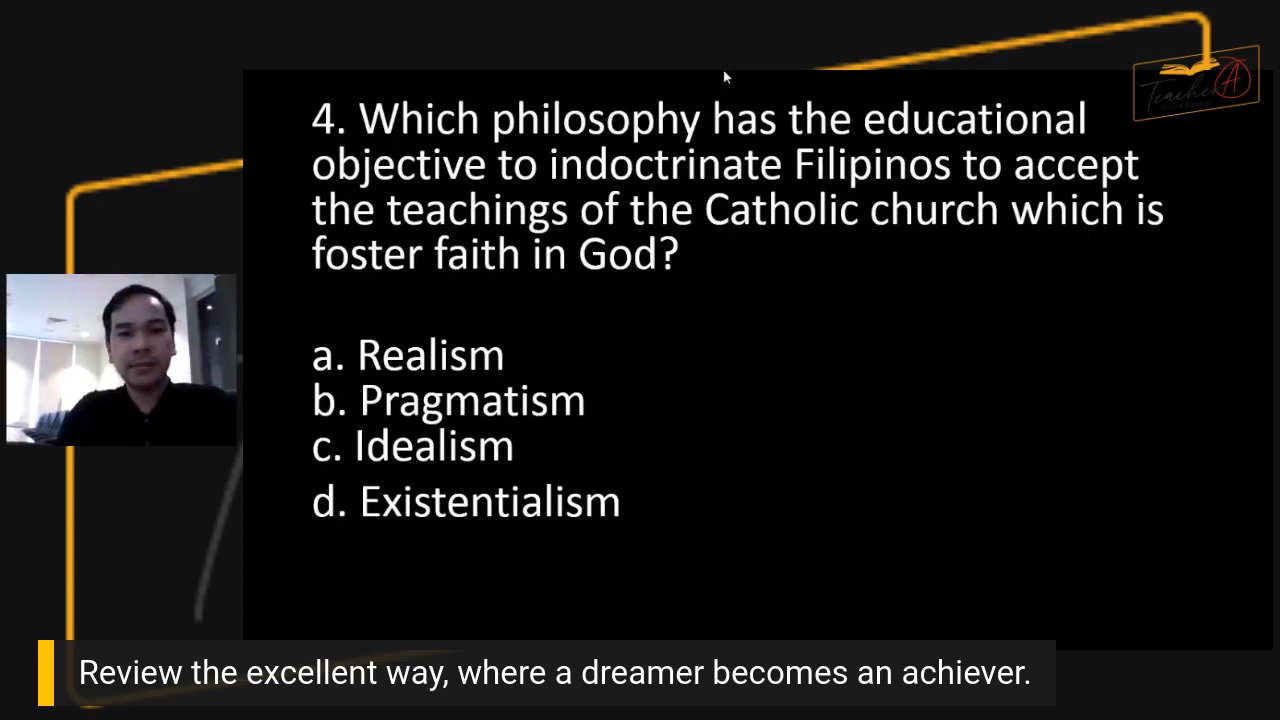 4. Which philosophy has the educational
objective to indoctrinate Filipinos to accept
the teachings of the Catholic church which is
foster faith in God?
a. Realism
b. Pragmatism
c. Idealism
d. Existentialism
Teacher A
Review the excellent way, where a dreamer becomes an achiever.